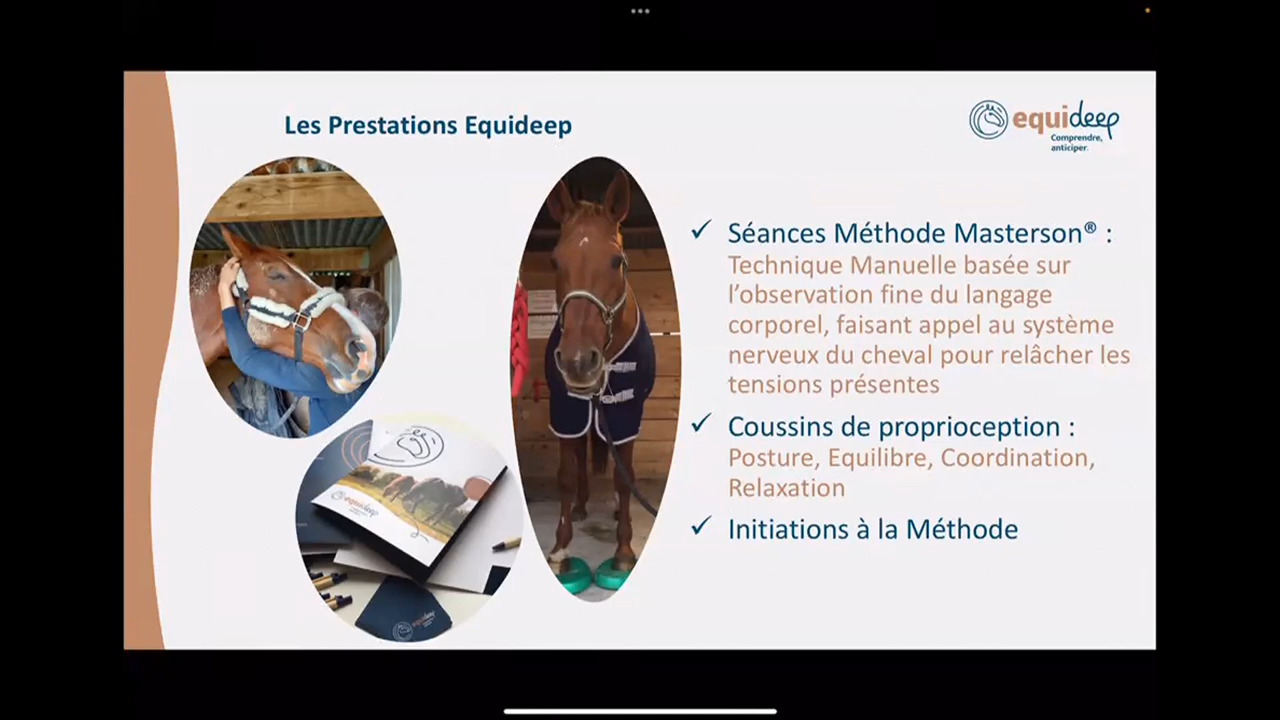 Les Prestations Equideep
equideep
Comprendre,
anticiper.
✓ Séances Méthode Masterson® :
Technique Manuelle basée sur
l’observation fine du langage
corporel, faisant appel au système
nerveux du cheval pour relâcher les
tensions présentes
✓ Coussins de proprioception :
Posture, Equilibre, Coordination,
Relaxation
✓ Initiations à la Méthode
equideep
equideep